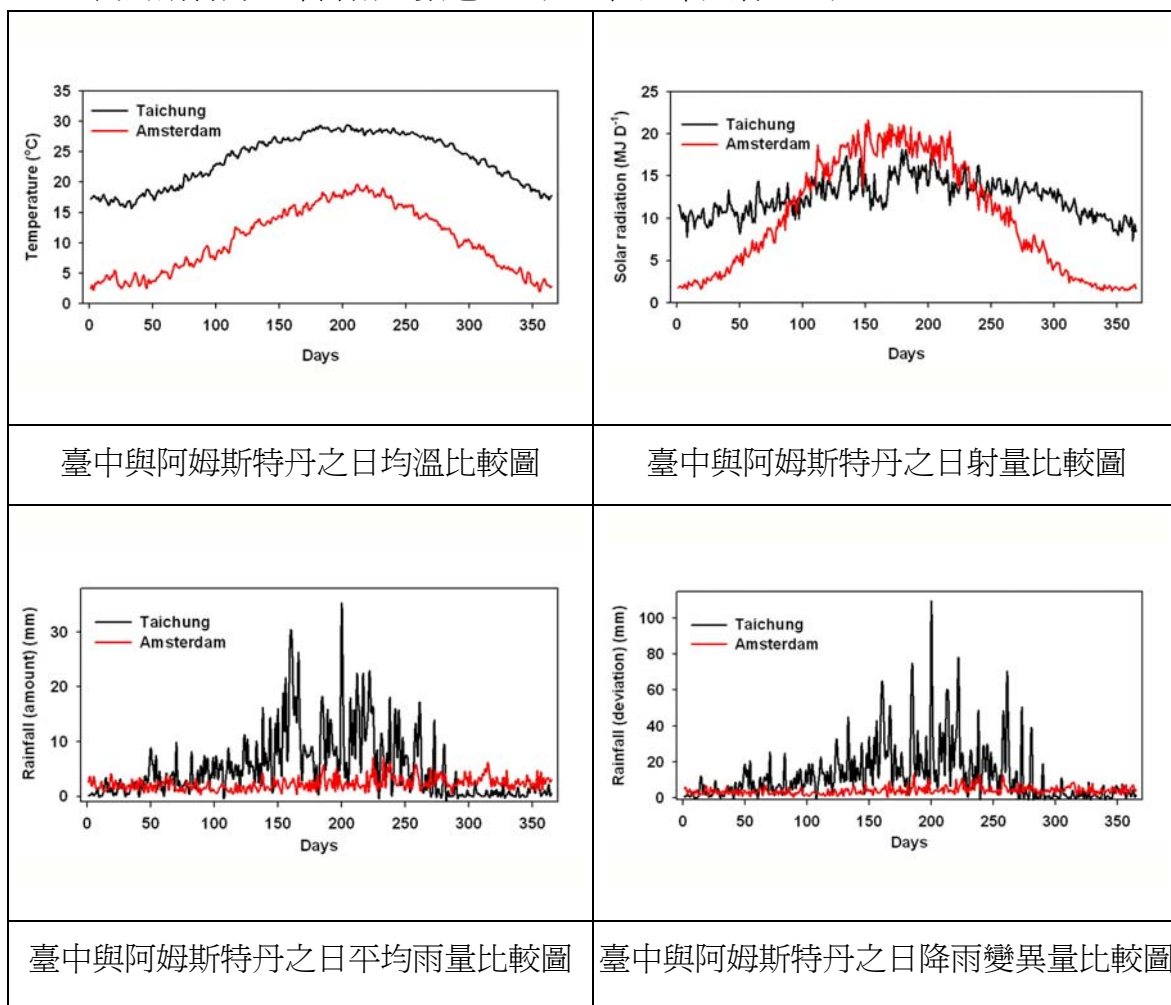 35
30
25
20
15
10
5
0
Temperature (°C)
Taichung
Amsterdam
0 50 100 150 200 250 300 350
Days
25
20
15
10
5
0
Solar radiation (MJ D⁻¹)
Taichung
Amsterdam
0 50 100 150 200 250 300 350
Days
臺中與阿姆斯特丹之日均溫比較圖
臺中與阿姆斯特丹之日射量比較圖
30
20
10
0
Rainfall (amount) (mm)
Taichung
Amsterdam
0 50 100 150 200 250 300 350
Days
100
80
60
40
20
0
Rainfall (deviation) (mm)
Taichung
Amsterdam
0 50 100 150 200 250 300 350
Days
臺中與阿姆斯特丹之日平均雨量比較圖
臺中與阿姆斯特丹之日降雨變異量比較圖